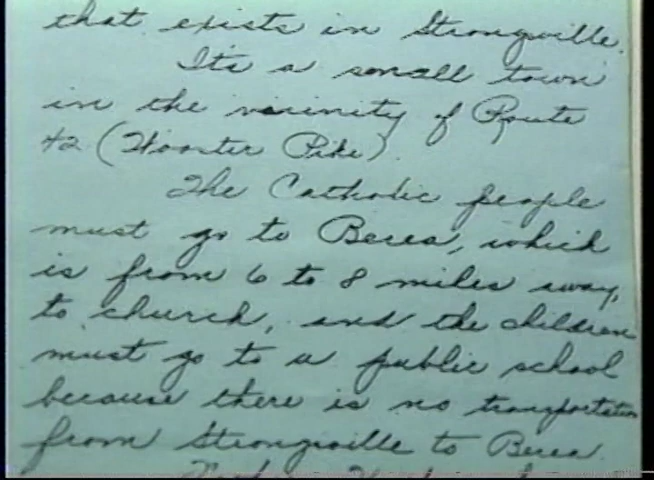 that exists in Strongville.
It's a small town
in the vicinity of Route
42 (Wooster Pike).
The Catholic people
must go to Berea, which
is from 6 to 8 miles away,
to church, and the children
must go to a public school
because there is no transportation
from Strongsville to Berea.